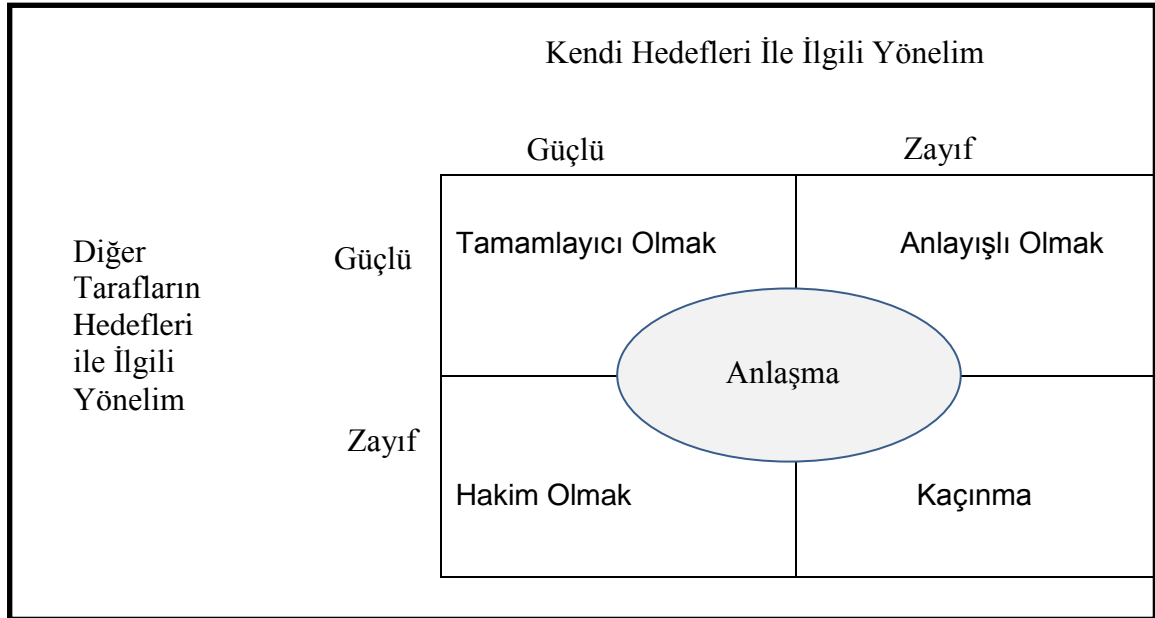 Kendi Hedefleri İle İlgili Yönelim
Güçlü Zayıf
Diğer
Tarafların
Hedefleri
ile İlgili
Yönelim
Güçlü
Tamamlayıcı Olmak
Anlayışlı Olmak
Anlaşma
Zayıf
Hakim Olmak
Kaçınma